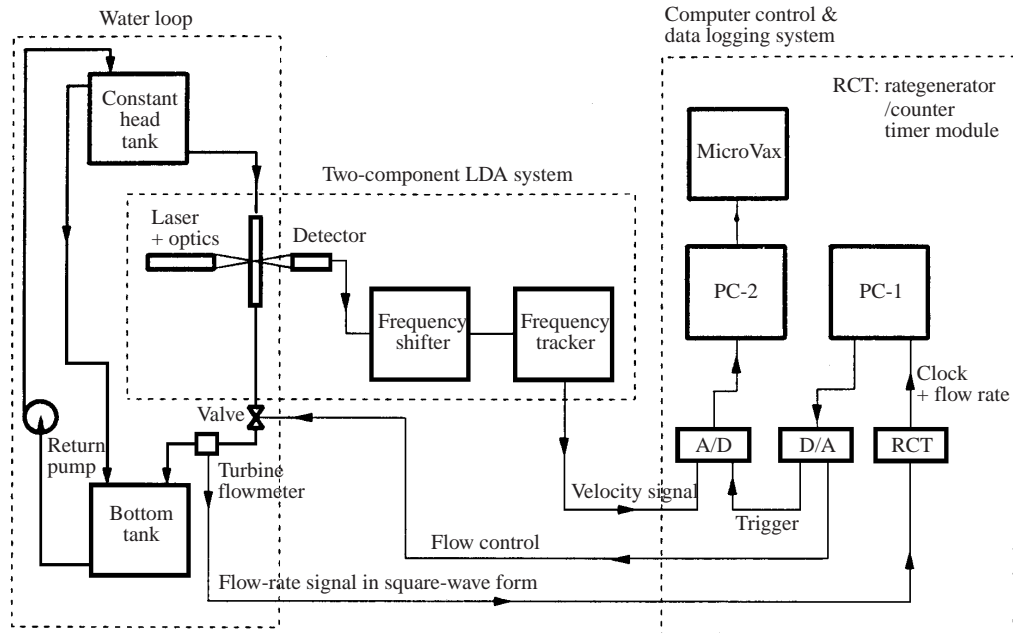 Water loop
Computer control &
data logging system
Constant
head
tank
RCT: rategenerator
/counter
timer module
MicroVax
Two-component LDA system
Laser
+ optics
Detector
PC-2
PC-1
Frequency
shifter
Frequency
tracker
Clock
+ flow rate
Valve
A/D
D/A
RCT
Return
pump
Turbine
flowmeter
Velocity signal
Trigger
Bottom
tank
Flow control
Flow-rate signal in square-wave form